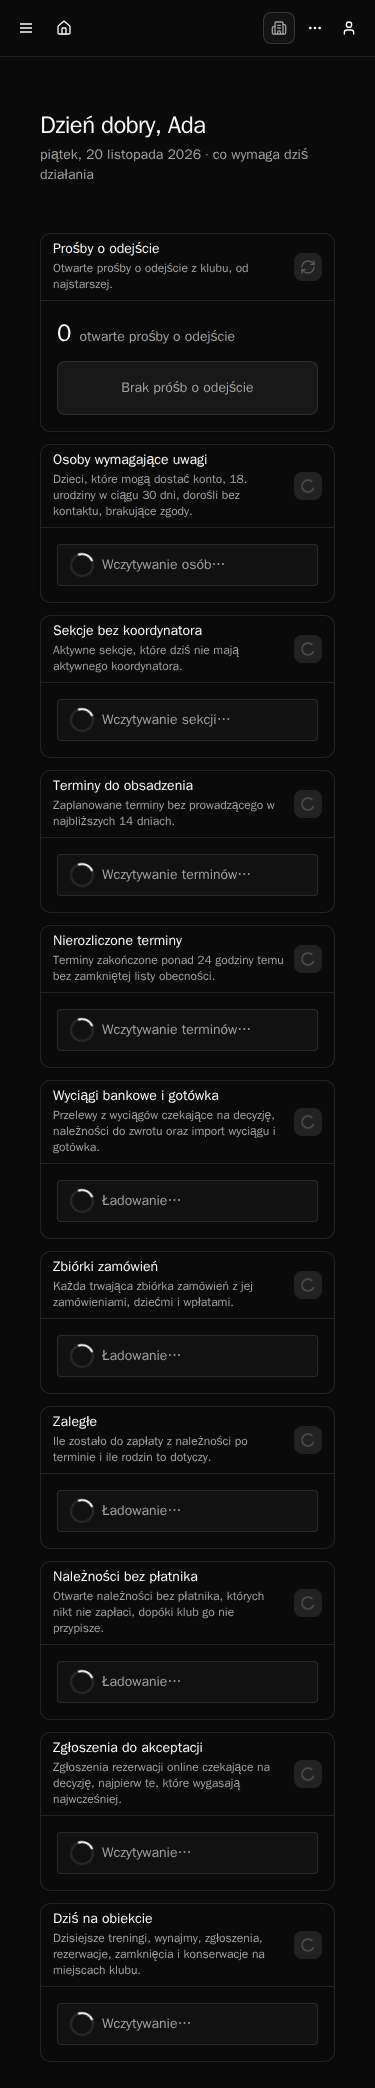 Dzień dobry, Ada
piątek, 20 listopada 2026 · co wymaga dziś
działania
Prośby o odejście
Otwarte prośby o odejście z klubu, od
najstarszej.
0 otwarte prośby o odejście
Brak próśb o odejście
Osoby wymagające uwagi
Dzieci, które mogą dostać konto, 18.
urodziny w ciągu 30 dni, dorośli bez
kontaktu, brakujące zgody.
Wczytywanie osób…
Sekcje bez koordynatora
Aktywne sekcje, które dziś nie mają
aktywnego koordynatora.
Wczytywanie sekcji…
Terminy do obsadzenia
Zaplanowane terminy bez prowadzącego w
najbliższych 14 dniach.
Wczytywanie terminów…
Nierozliczone terminy
Terminy zakończone ponad 24 godziny temu
bez zamkniętej listy obecności.
Wczytywanie terminów…
Wyciągi bankowe i gotówka
Przelewy z wyciągów czekające na decyzję,
należności do zwrotu oraz import wyciągu i
gotówka.
Ładowanie…
Zbiórki zamówień
Każda trwająca zbiórka zamówień z jej
zamówieniami, dziećmi i wpłatami.
Ładowanie…
Zaległe
Ile zostało do zapłaty z należności po
terminie i ile rodzin to dotyczy.
Ładowanie…
Należności bez płatnika
Otwarte należności bez płatnika, których
nikt nie zapłaci, dopóki klub go nie
przypisze.
Ładowanie…
Zgłoszenia do akceptacji
Zgłoszenia rezerwacji online czekające na
decyzję, najpierw te, które wygasają
najwcześniej.
Wczytywanie…
Dziś na obiekcie
Dzisiejsze treningi, wynajmy, zgłoszenia,
rezerwacje, zamknięcia i konserwacje na
miejscach klubu.
Wczytywanie…